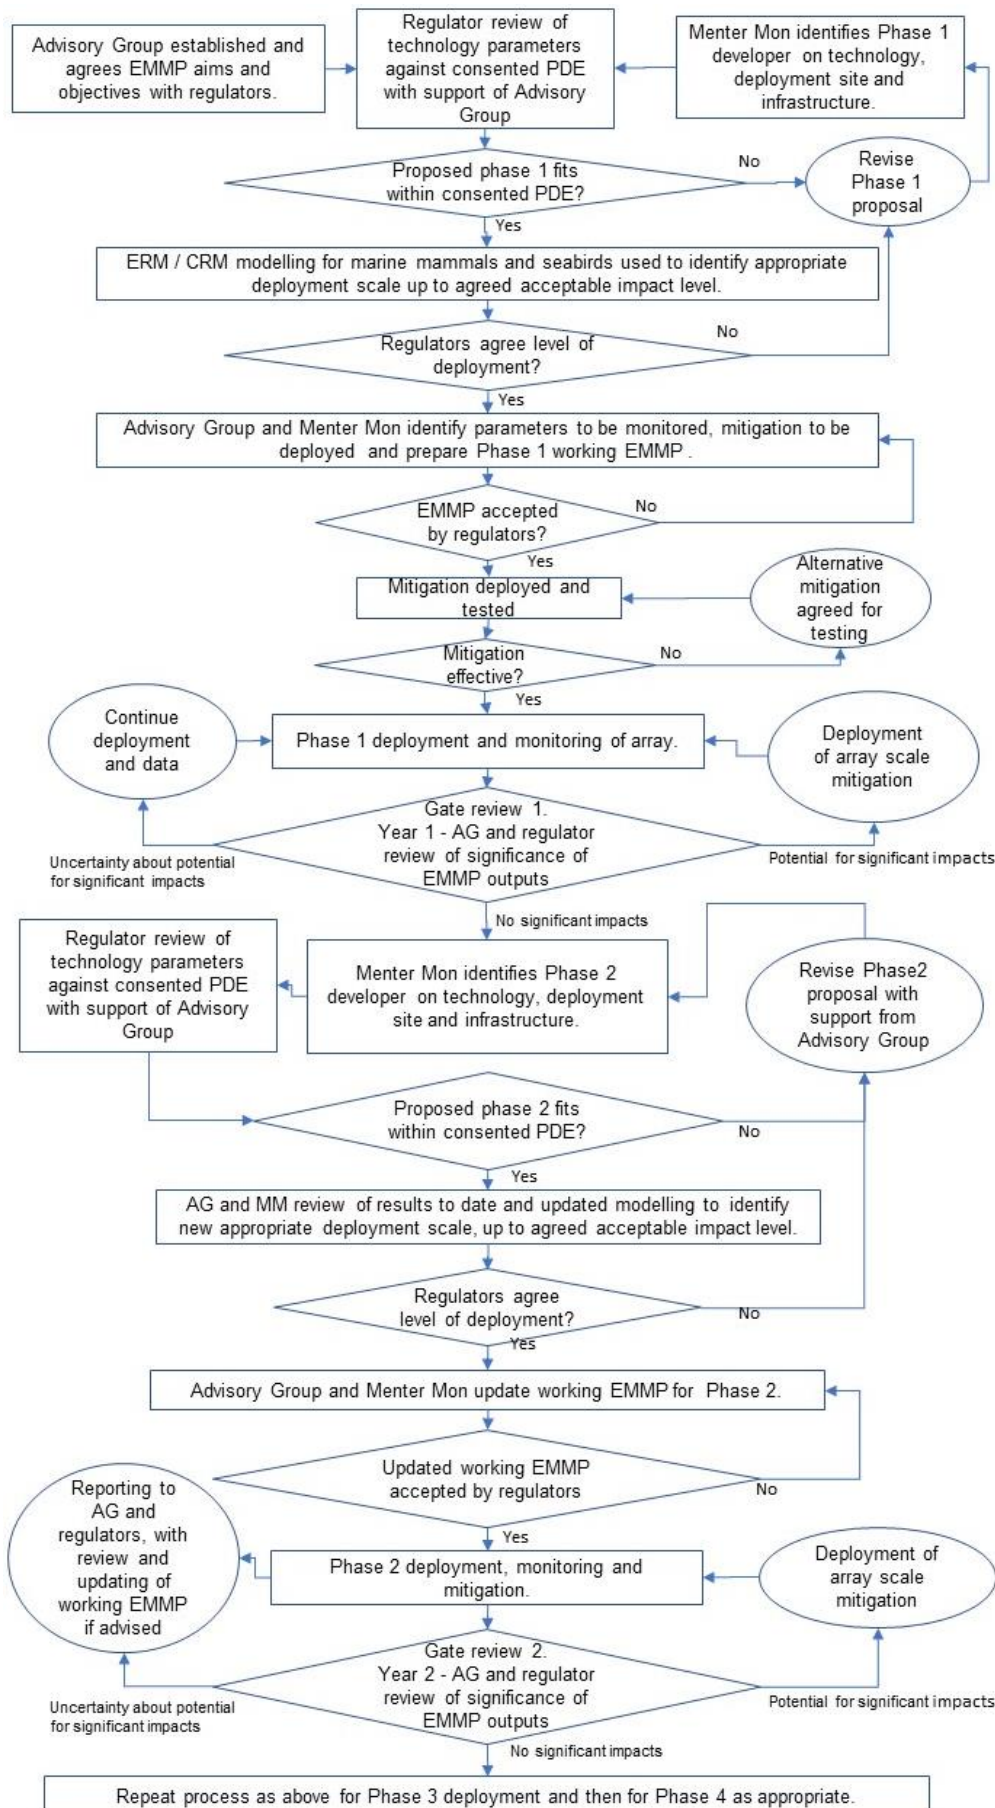 Advisory Group established and
agrees EMMP aims and
objectives with regulators.
Regulator review of
technology parameters
against consented PDE
with support of Advisory
Group
Menter Mon identifies Phase 1
developer on technology,
deployment site and
infrastructure.
Proposed phase 1 fits
within consented PDE?
No
Revise
Phase 1
proposal
Yes
ERM / CRM modelling for marine mammals and seabirds used to identify appropriate
deployment scale up to agreed acceptable impact level.
Regulators agree level of
deployment?
No
Yes
Advisory Group and Menter Mon identify parameters to be monitored, mitigation to be
deployed and prepare Phase 1 working EMMP .
EMMP accepted
by regulators?
No
Yes
Mitigation deployed and
tested
Alternative
mitigation
agreed for
testing
Mitigation
effective?
No
Yes
Continue
deployment
and data
Phase 1 deployment and monitoring of array.
Deployment
of array scale
mitigation
Gate review 1.
Year 1 - AG and regulator
review of significance of
EMMP outputs
Uncertainty about potential
for significant impacts
Potential for significant impacts
No significant impacts
Regulator review of
technology parameters
against consented PDE
with support of Advisory
Group
Menter Mon identifies Phase 2
developer on technology, deployment
site and infrastructure.
Revise Phase2
proposal with
support from
Advisory Group
Proposed phase 2 fits
within consented PDE?
No
Yes
AG and MM review of results to date and updated modelling to identify
new appropriate deployment scale, up to agreed acceptable impact level.
Regulators agree
level of deployment?
No
Yes
Advisory Group and Menter Mon update working EMMP for Phase 2.
Updated working EMMP
accepted by regulators
No
Yes
Reporting to
AG and
regulators, with
review and
updating of
working EMMP
if advised
Phase 2 deployment, monitoring and
mitigation.
Deployment of
array scale
mitigation
Gate review 2.
Year 2 - AG and regulator
review of significance of
EMMP outputs
Uncertainty about potential
for significant impacts
Potential for significant impacts
No significant impacts
Repeat process as above for Phase 3 deployment and then for Phase 4 as appropriate.